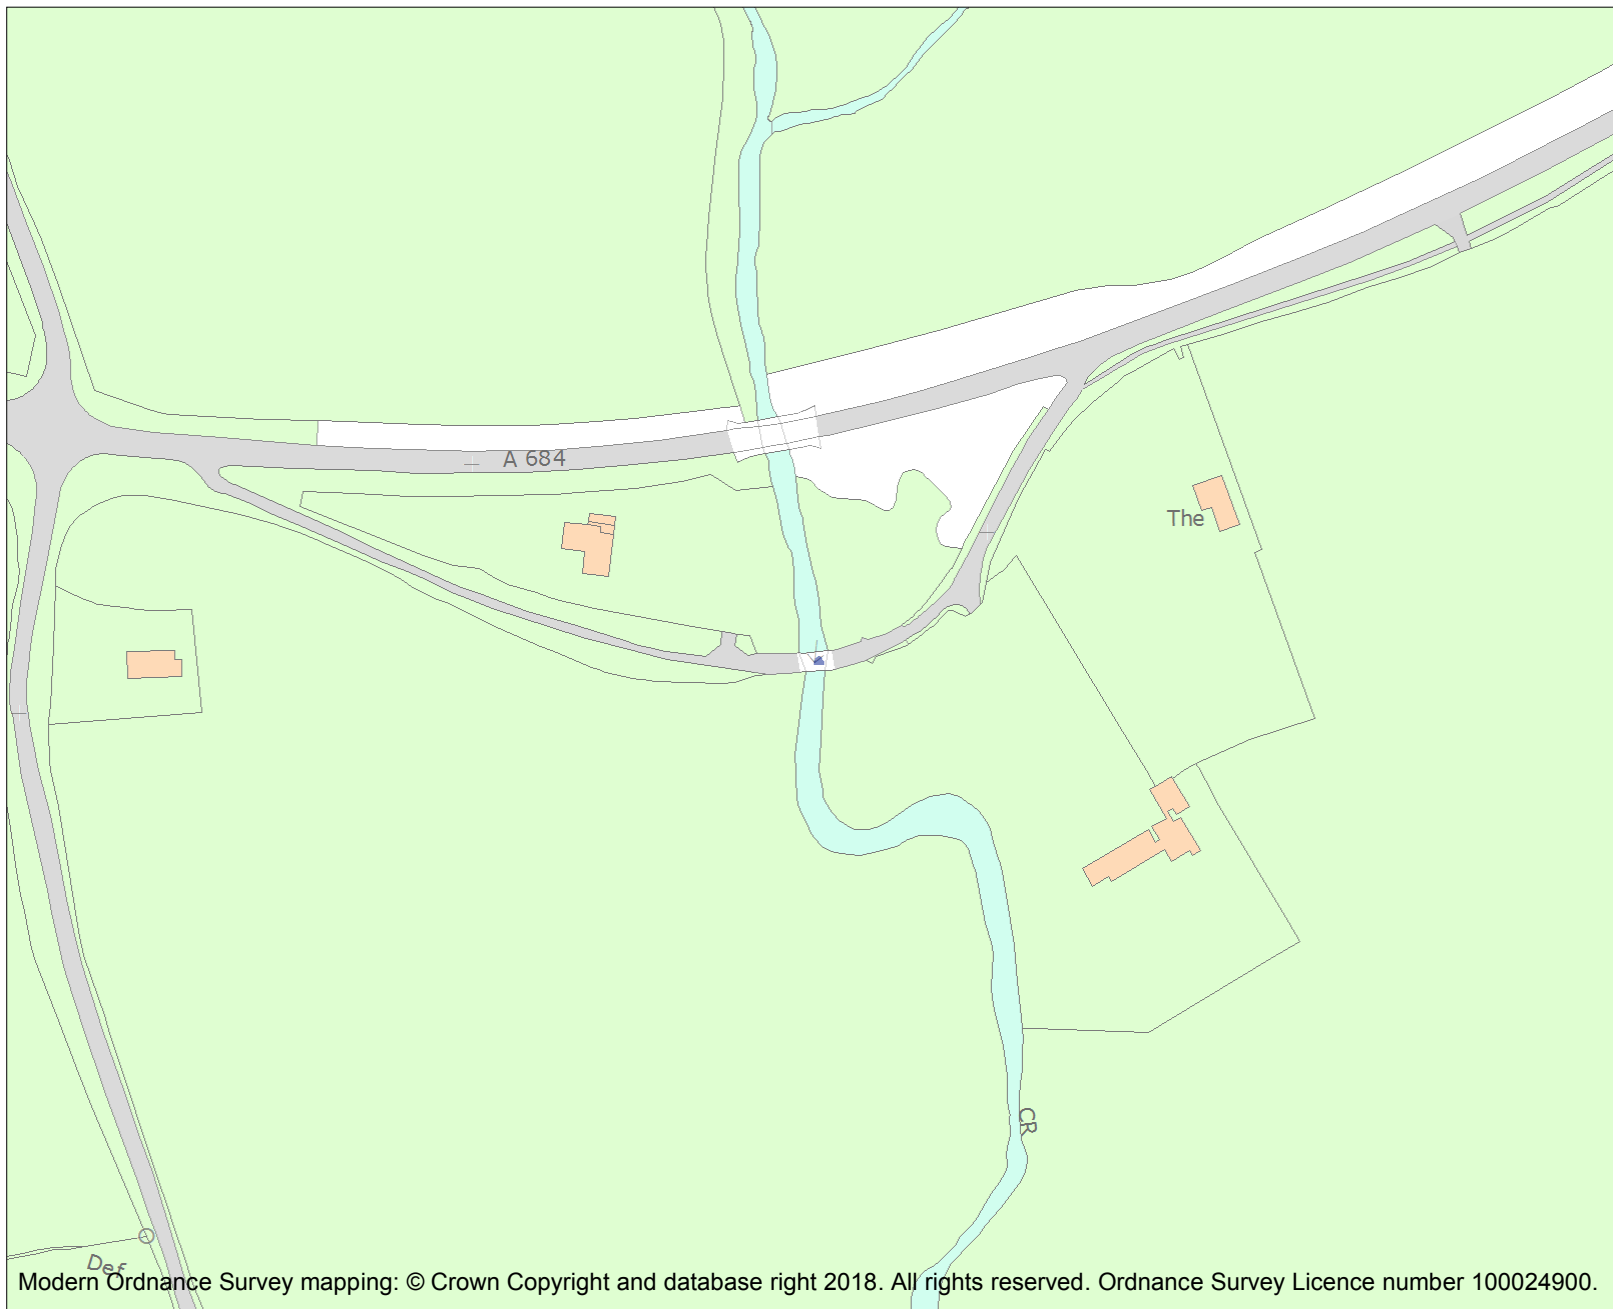 A 684
The
CR
Def
Modern Ordnance Survey mapping: © Crown Copyright and database right 2018. All rights reserved. Ordnance Survey Licence number 100024900.